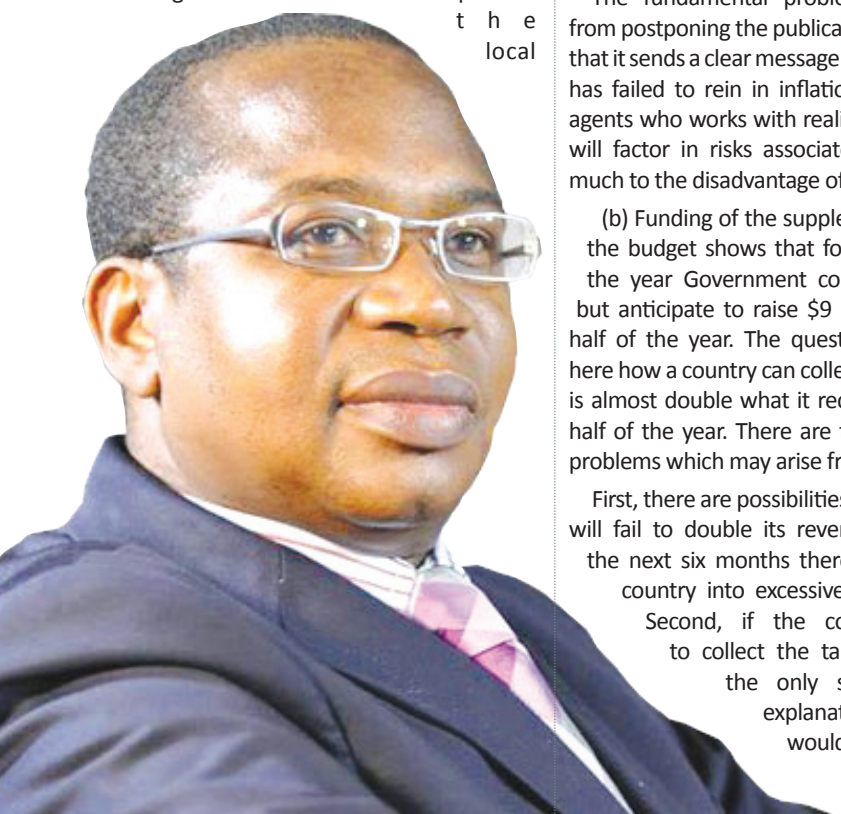 t h e
local
from postponing the publica
that it sends a clear message
has failed to rein in inflatio
agents who works with reali
will factor in risks associate
much to the disadvantage of
(b) Funding of the supple
the budget shows that fo
the year Government co
but anticipate to raise $9
half of the year. The quest
here how a country can colle
is almost double what it rec
half of the year. There are
problems which may arise fr
First, there are possibilities
will fail to double its rever
the next six months there
country into excessive
Second, if the co
to collect the ta
the only s
explanat
would